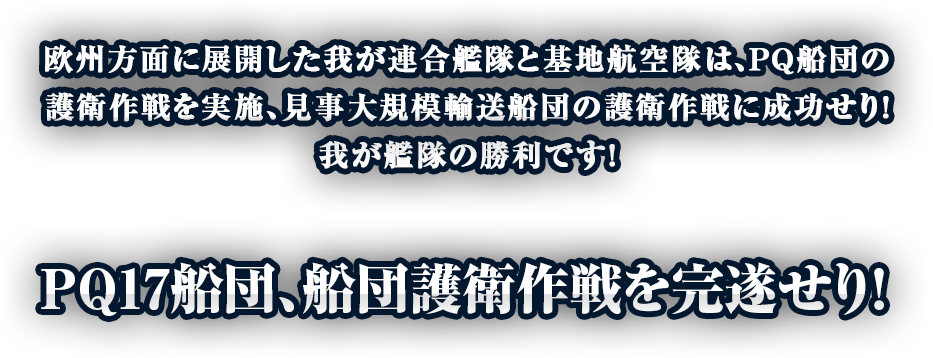 欧州方面に展開した我が連合艦隊と基地航空隊は、PQ船団の
護衛作戦を実施、見事大規模輸送船団の護衛作戦に成功せり!
我が艦隊の勝利です!
PQ17船団、船団護衛作戦を完遂せり!